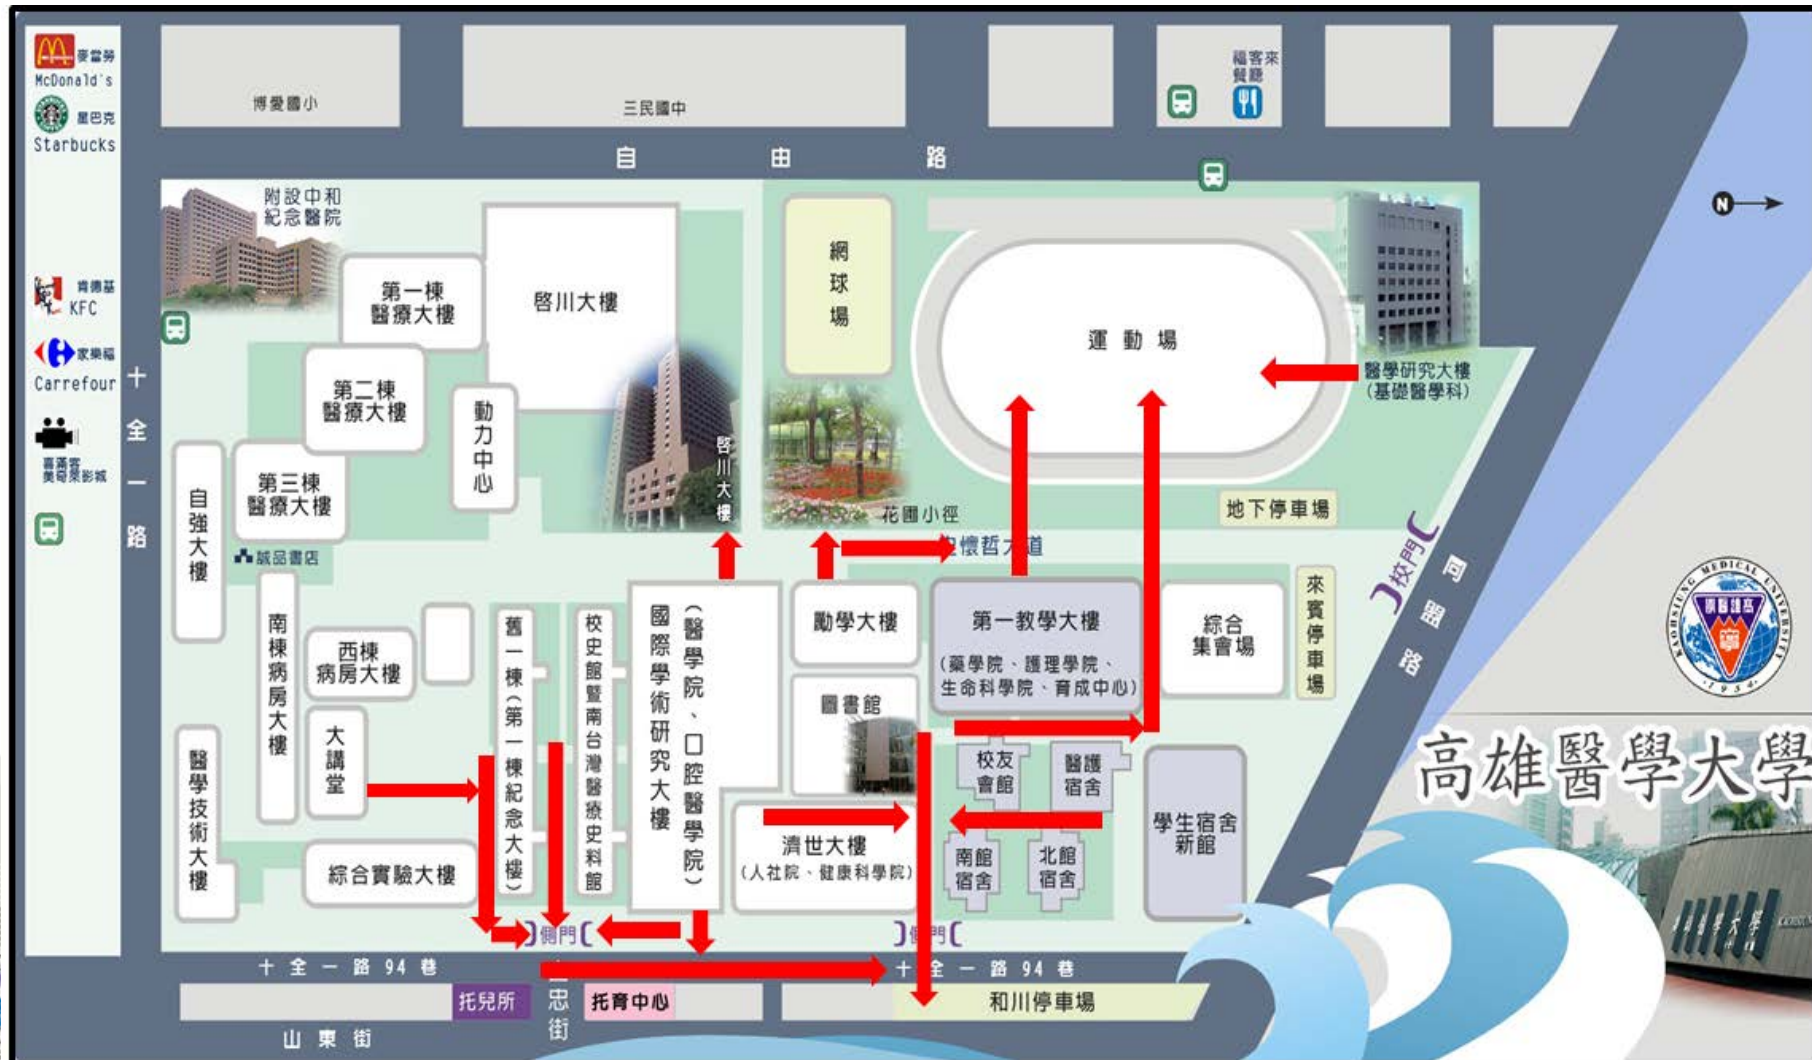 麥當勞
McDonald's
星巴克
Starbucks
肯德基
KFC
家樂福
Carrefour
喜滿客
美奇萊影城
十全一路
博愛國小
三民國中
福客來
餐廳
自由路
N
附設中和
紀念醫院
第一棟
醫療大樓
啓川大樓
網球場
運動場
醫學研究大樓
(基礎醫學科)
第二棟
醫療大樓
動力中心
啓川大樓
自強大樓
第三棟
醫療大樓
花圃小徑
地下停車場
懷哲大道
誠品書店
校門
同盟路
南棟病房大樓
西棟
病房大樓
舊一棟(第一棟紀念大樓)
校史館暨南台灣醫療史料館
國際學術研究大樓
(醫學院、口腔醫學院)
勵學大樓
第一教學大樓
(藥學院、護理學院、
生命科學院、育成中心)
綜合
集會場
來賓停車場
KAOHSIUNG MEDICAL UNIVERSITY
1954
圖書館
大講堂
醫學技術大樓
校友
會館
醫護
宿舍
高雄醫學大學
綜合實驗大樓
濟世大樓
(人社院、健康科學院)
南館
宿舍
北館
宿舍
學生宿舍
新館
側門
門
十全一路94巷
十全一路94巷
托兒所
忠街
托育中心
和川停車場
山東街